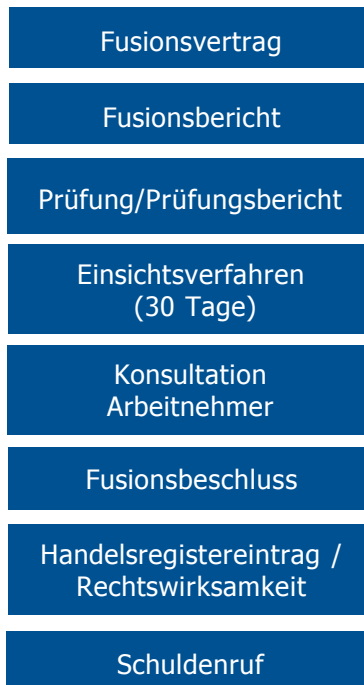 Fusionsvertrag
Fusionsbericht
Prüfung/Prüfungsbericht
Einsichtsverfahren
(30 Tage)
Konsultation
Arbeitnehmer
Fusionsbeschluss
Handelsregistereintrag /
Rechtswirksamkeit
Schuldenruf